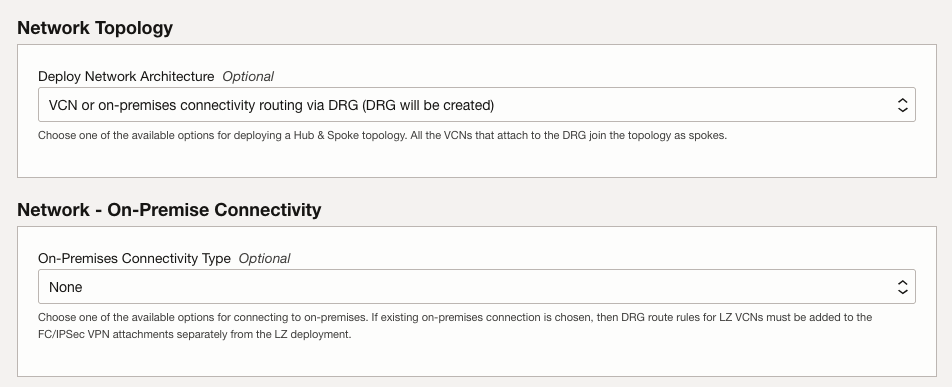 Network Topology
Deploy Network Architecture Optional
VCN or on-premises connectivity routing via DRG (DRG will be created)
Choose one of the available options for deploying a Hub & Spoke topology. All the VCNs that attach to the DRG join the topology as spokes.
Network - On-Premise Connectivity
On-Premises Connectivity Type Optional
None
Choose one of the available options for connecting to on-premises. If existing on-premises connection is chosen, then DRG route rules for LZ VCNs must be added to the
FC/IPSec VPN attachments separately from the LZ deployment.